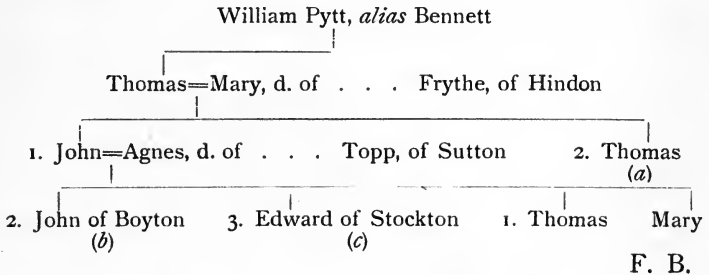 William Pytt, alias Bennett
Thomas=Mary, d. of . . . Frythe, of Hindon
1. John=Agnes, d. of . . . Topp, of Sutton 2. Thomas
(a)
2. John of Boyton 3. Edward of Stockton 1. Thomas Mary
(b) (c)
F. B.